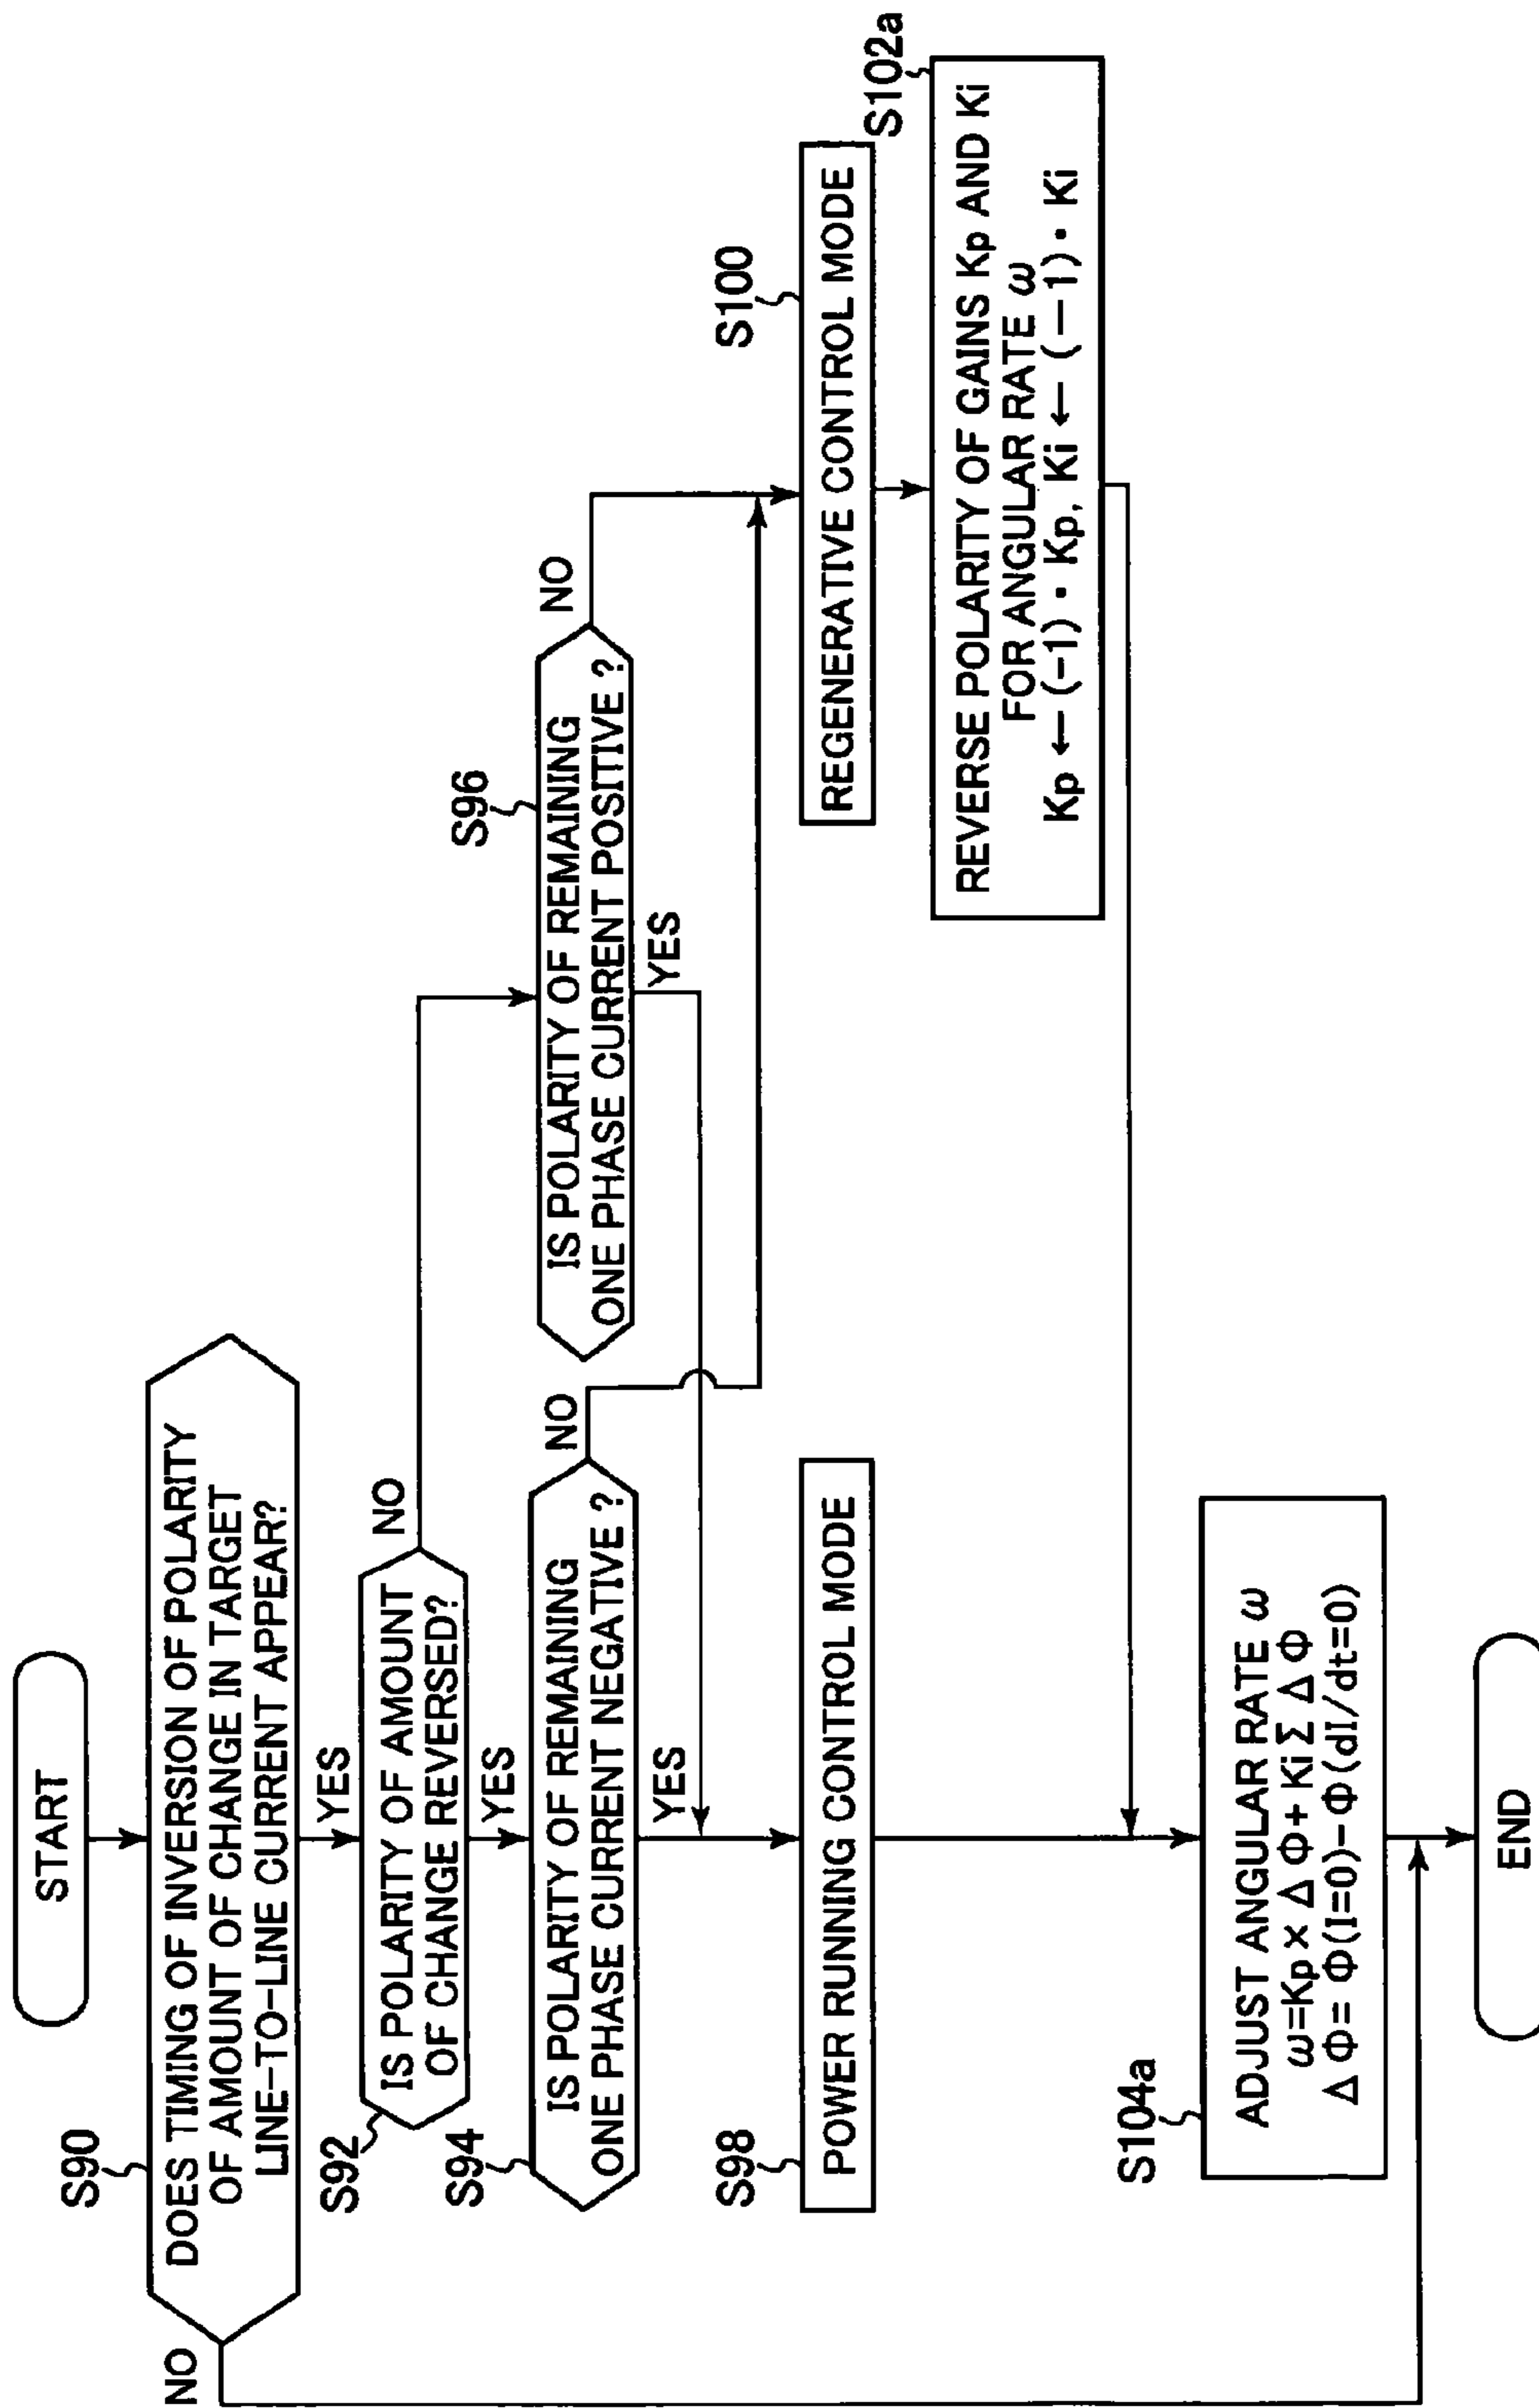 START
S90
DOES TIMING OF INVERSION OF POLARITY
OF AMOUNT OF CHANGE IN TARGET
LINE-TO-LINE CURRENT APPEAR?
NO
YES
S92
IS POLARITY OF AMOUNT
OF CHANGE REVERSED?
NO
YES
S94
IS POLARITY OF REMAINING
ONE PHASE CURRENT NEGATIVE ?
NO
YES
S96
IS POLARITY OF REMAINING
ONE PHASE CURRENT POSITIVE ?
NO
YES
S98
POWER RUNNING CONTROL MODE
S100
REGENERATIVE CONTROL MODE
S102a
REVERSE POLARITY OF GAINS Kp AND Ki
FOR ANGULAR RATE ω
Kp ← (-1) · Kp, Ki ← (-1) · Ki
S104a
ADJUST ANGULAR RATE ω
ω=Kp × Δ Φ + Ki Σ Δ Φ
Δ Φ= Φ(I=0)- Φ(dI/dt=0)
END